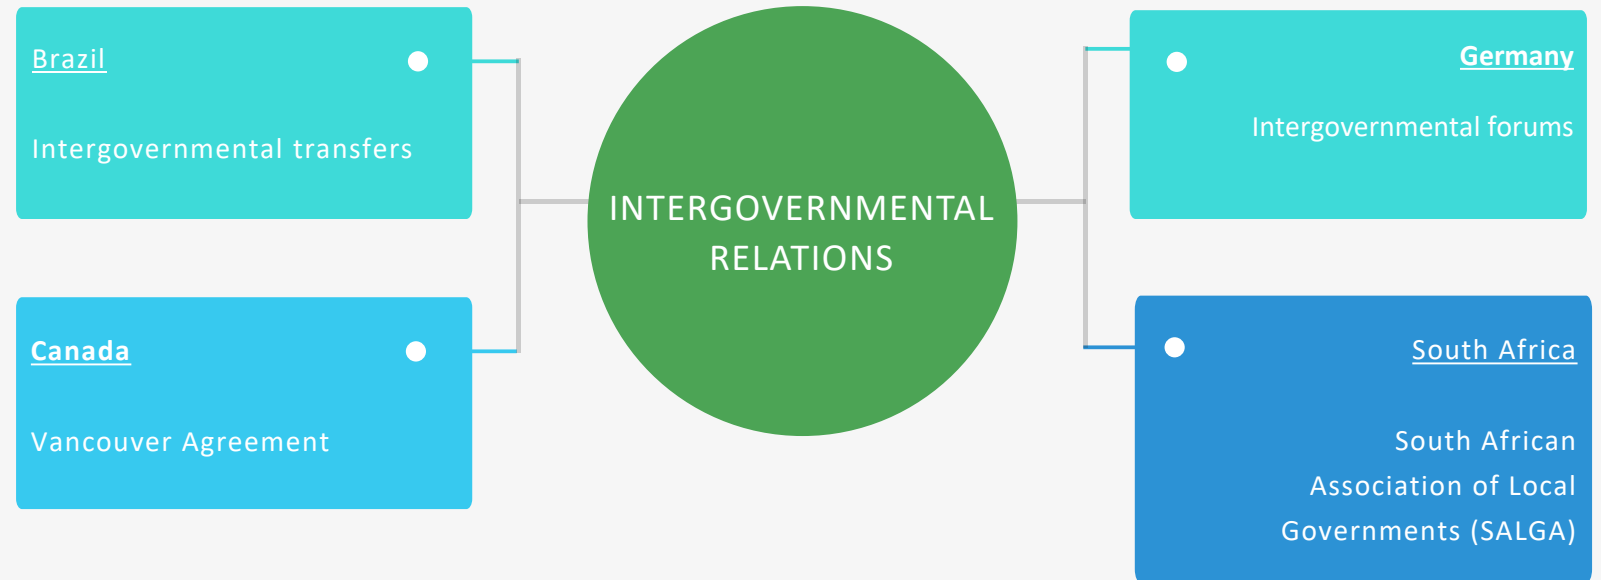 Brazil
Intergovernmental transfers
Canada
Vancouver Agreement
INTERGOVERNMENTAL
RELATIONS
Germany
Intergovernmental forums
South Africa
South African
Association of Local
Governments (SALGA)